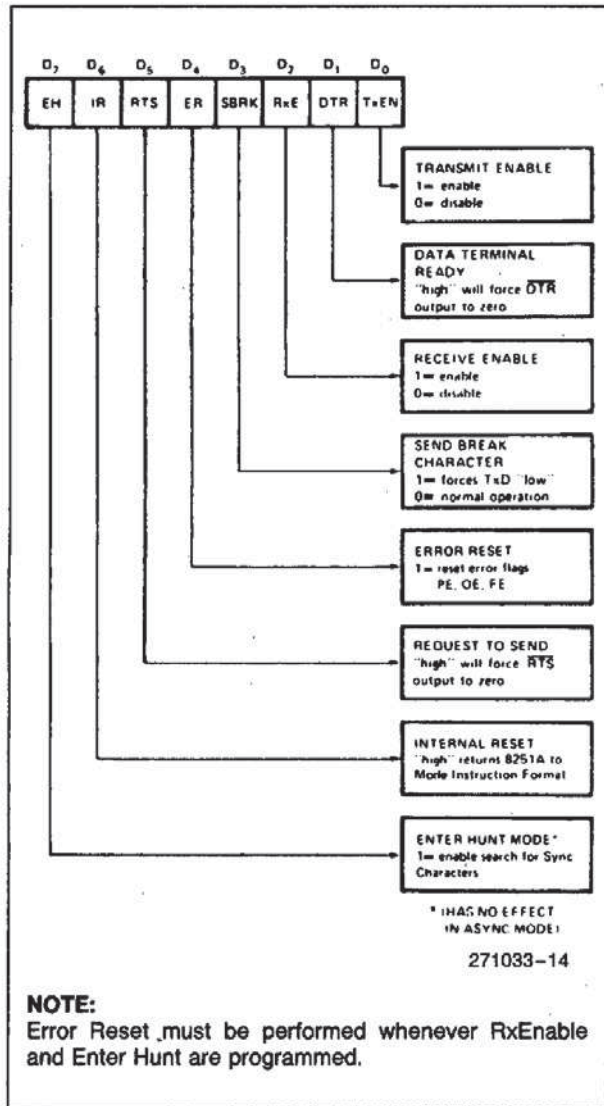 D7 D6 D5 D4 D3 D2 D1 D0
EH IR RTS ER SBRK RxE DTR TxEN
TRANSMIT ENABLE
1= enable
0= disable
DATA TERMINAL
READY
"high" will force D̅T̅R̅
output to zero
RECEIVE ENABLE
1= enable
0= disable
SEND BREAK
CHARACTER
1= forces TxD "low"
0= normal operation
ERROR RESET
1= reset error flags
PE, OE, FE
REQUEST TO SEND
"high" will force R̅T̅S̅
output to zero
INTERNAL RESET
"high" returns 8251A to
Mode Instruction Format
ENTER HUNT MODE*
1= enable search for Sync
Characters
* (HAS NO EFFECT
IN ASYNC MODE)
271033–14
NOTE:
Error Reset must be performed whenever RxEnable
and Enter Hunt are programmed.